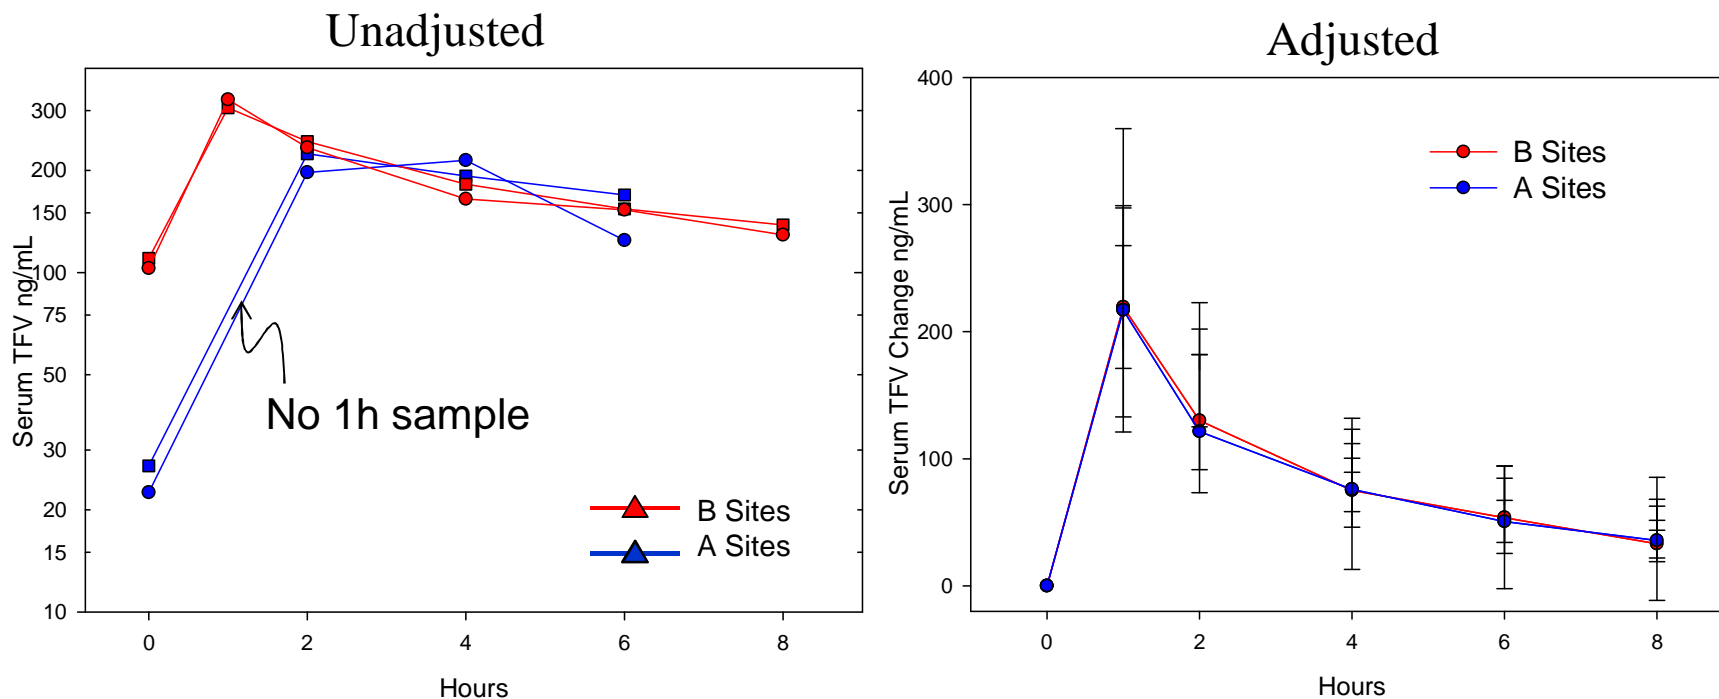 Unadjusted
300
200
150
100
75
50
30
20
15
10
Serum TFV ng/mL
No 1h sample
B Sites
A Sites
0
2
4
6
8
Hours
Adjusted
400
300
200
100
0
Serum TFV Change ng/mL
B Sites
A Sites
0
2
4
6
8
Hours